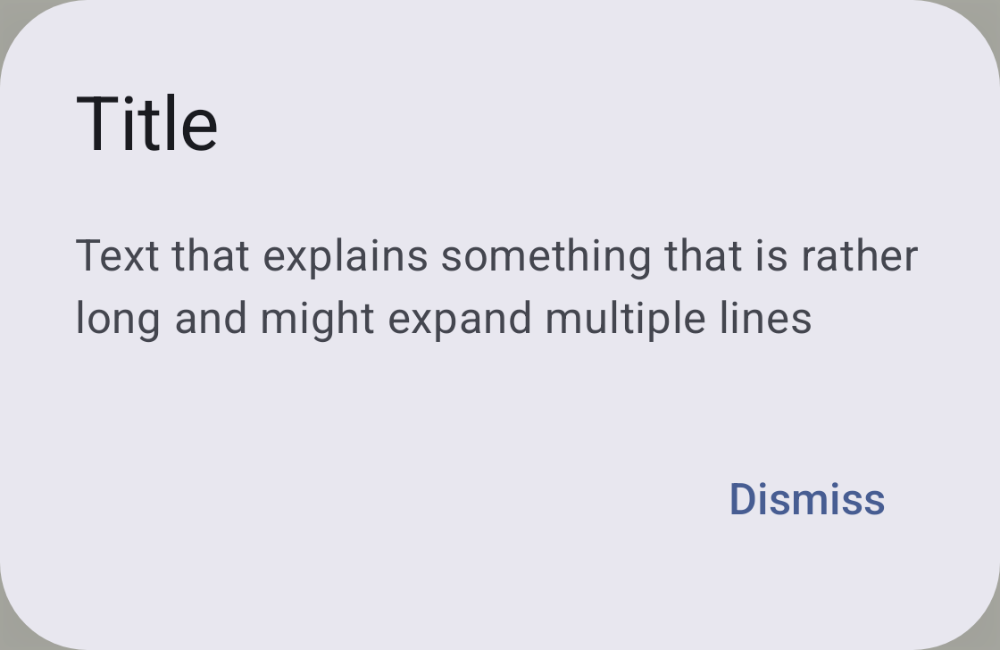 Title
Text that explains something that is rather
long and might expand multiple lines
Dismiss